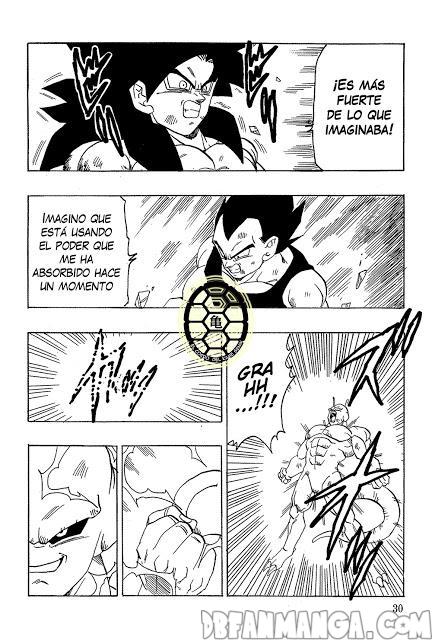 ¡ES MÁS
FUERTE
DE LO QUE
IMAGINABA!
IMAGINO QUE
ESTÁ USANDO
EL PODER QUE
ME HA
ABSORBIDO HACE
UN MOMENTO
GRA
HH
...!!!
亀
30
DBFANMANGA.COM